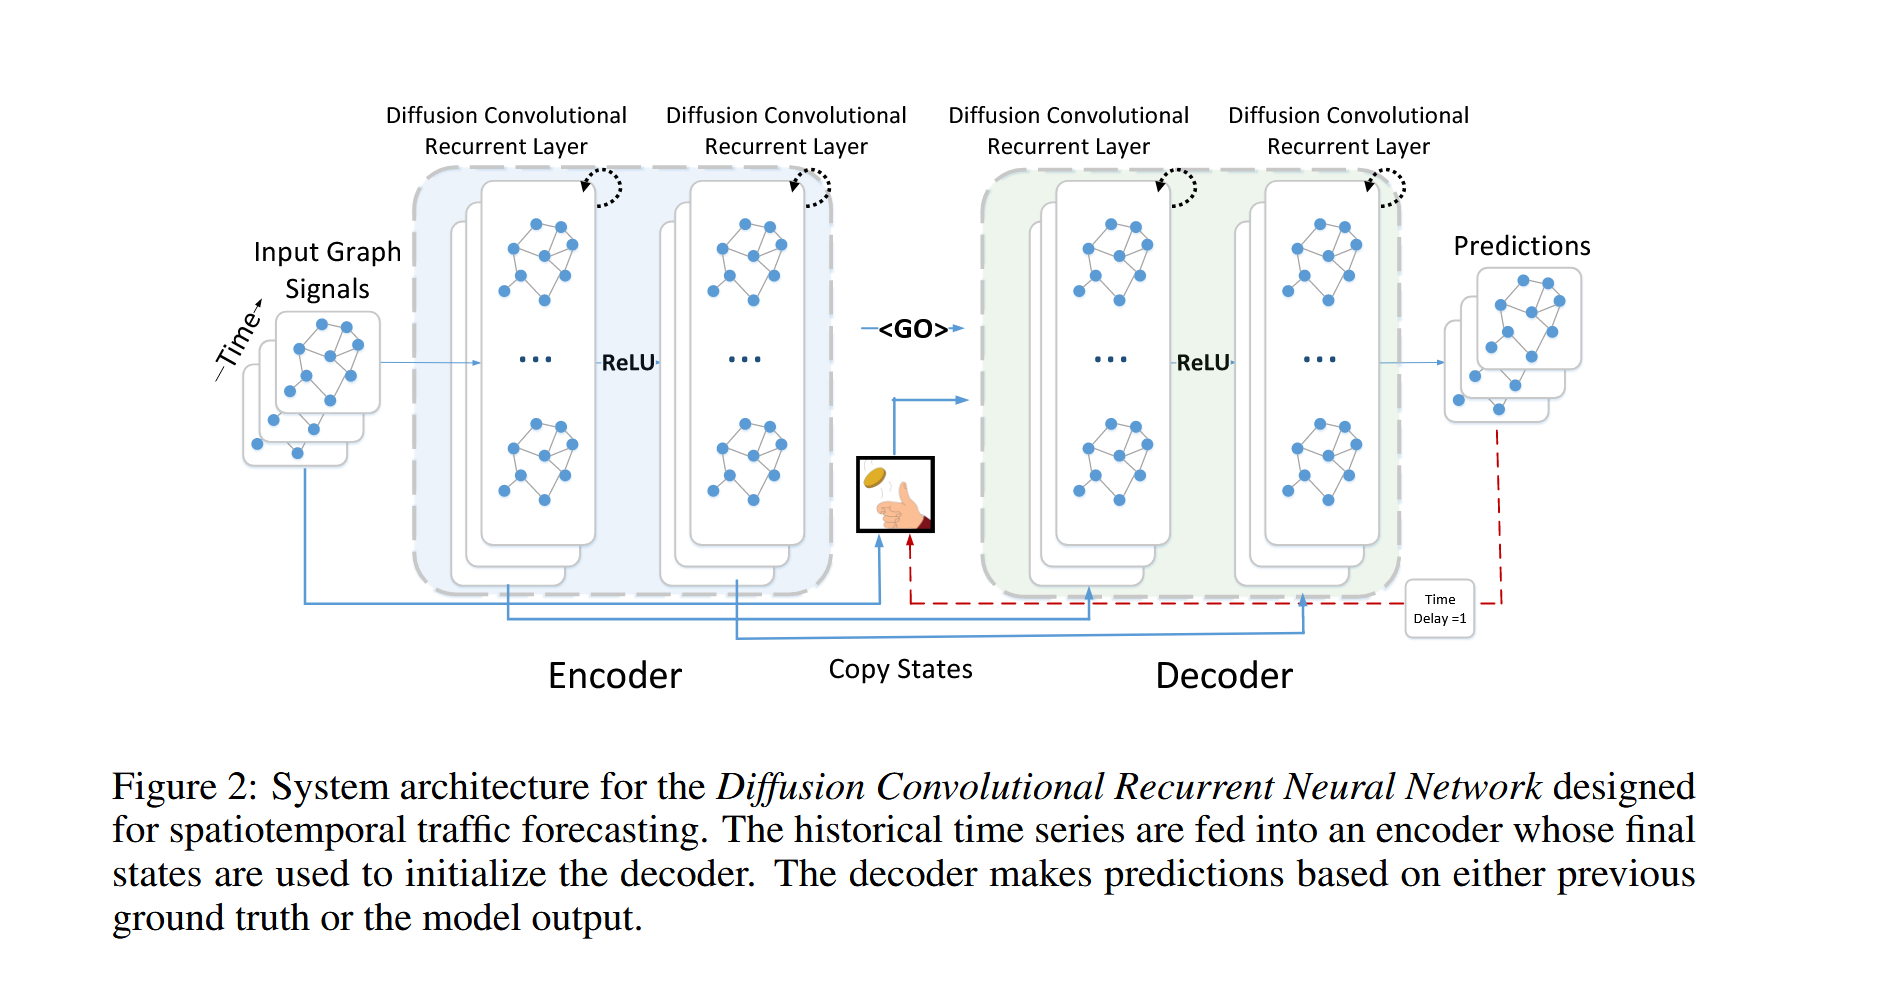 Diffusion Convolutional
Recurrent Layer
Diffusion Convolutional
Recurrent Layer
Diffusion Convolutional
Recurrent Layer
Diffusion Convolutional
Recurrent Layer
Input Graph
Signals
Time
ReLU
<GO>
ReLU
Predictions
Time
Delay =1
Encoder
Copy States
Decoder
Figure 2: System architecture for the Diffusion Convolutional Recurrent Neural Network designed
for spatiotemporal traffic forecasting. The historical time series are fed into an encoder whose final
states are used to initialize the decoder. The decoder makes predictions based on either previous
ground truth or the model output.